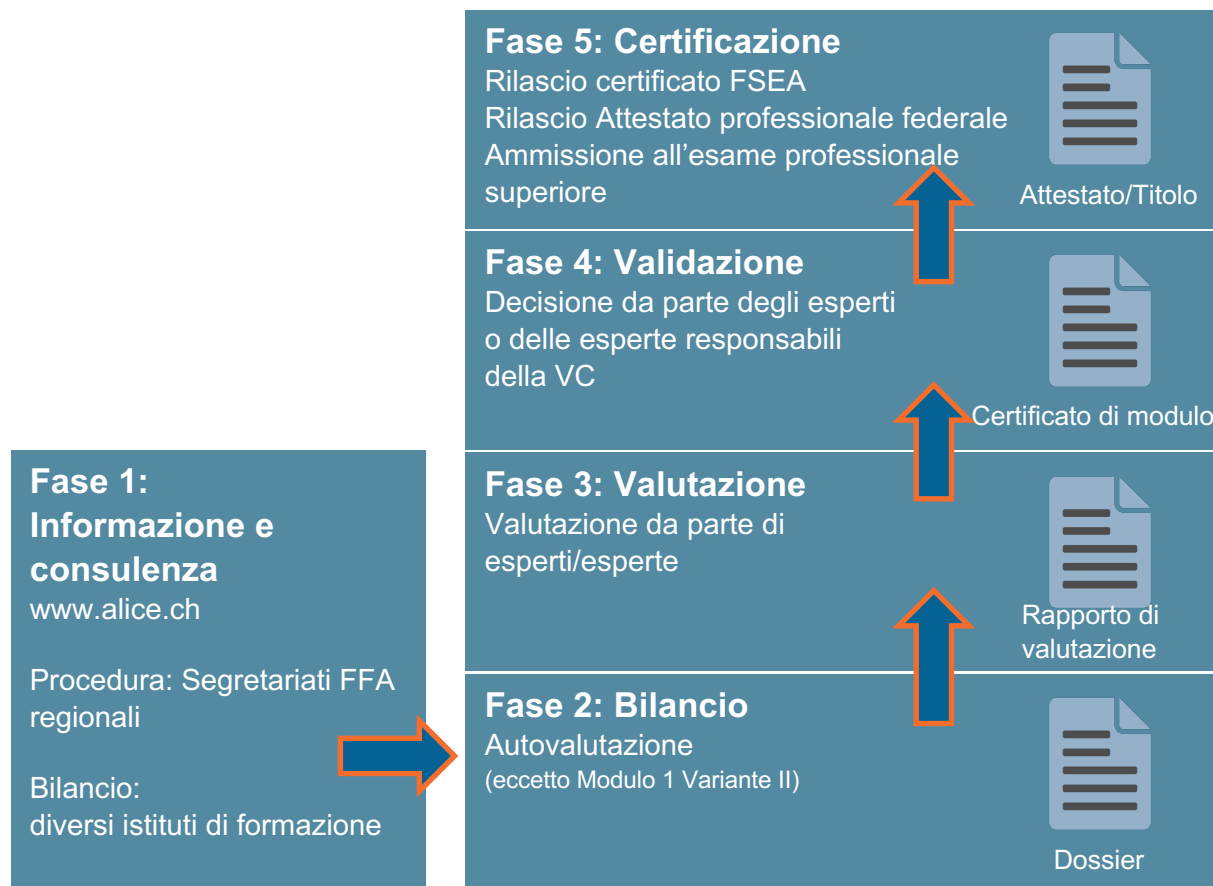 Fase 5: Certificazione
Rilascio certificato FSEA
Rilascio Attestato professionale federale
Ammissione all’esame professionale
superiore
Attestato/Titolo
Fase 4: Validazione
Decisione da parte degli esperti
o delle esperte responsabili
della VC
Certificato di modulo
Fase 3: Valutazione
Valutazione da parte di
esperti/esperte
Rapporto di
valutazione
Fase 2: Bilancio
Autovalutazione
(eccetto Modulo 1 Variante II)
Dossier
Fase 1:
Informazione e
consulenza
www.alice.ch
Procedura: Segretariati FFA
regionali
Bilancio:
diversi istituti di formazione